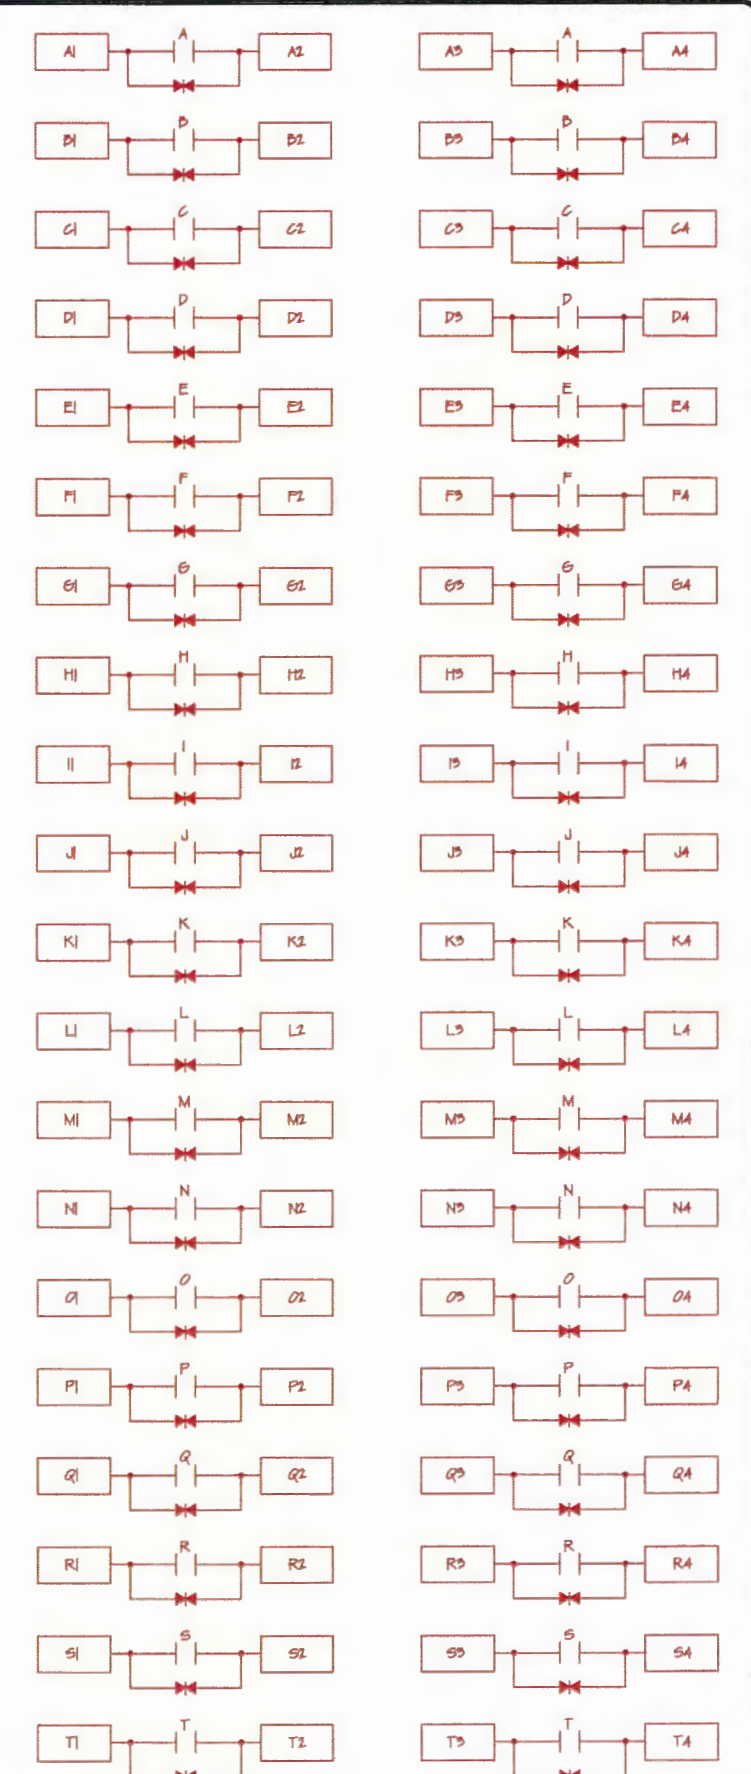 A A
A1 A2 A3 A4
B B
B1 B2 B3 B4
C C
C1 C2 C3 C4
D D
D1 D2 D3 D4
E E
E1 E2 E3 E4
F F
F1 F2 F3 F4
G G
G1 G2 G3 G4
H H
H1 H2 H3 H4
I I
I1 I2 I3 I4
J J
J1 J2 J3 J4
K K
K1 K2 K3 K4
L L
L1 L2 L3 L4
M M
M1 M2 M3 M4
N N
N1 N2 N3 N4
O O
O1 O2 O3 O4
P P
P1 P2 P3 P4
Q Q
Q1 Q2 Q3 Q4
R R
R1 R2 R3 R4
S S
S1 S2 S3 S4
T T
T1 T2 T3 T4